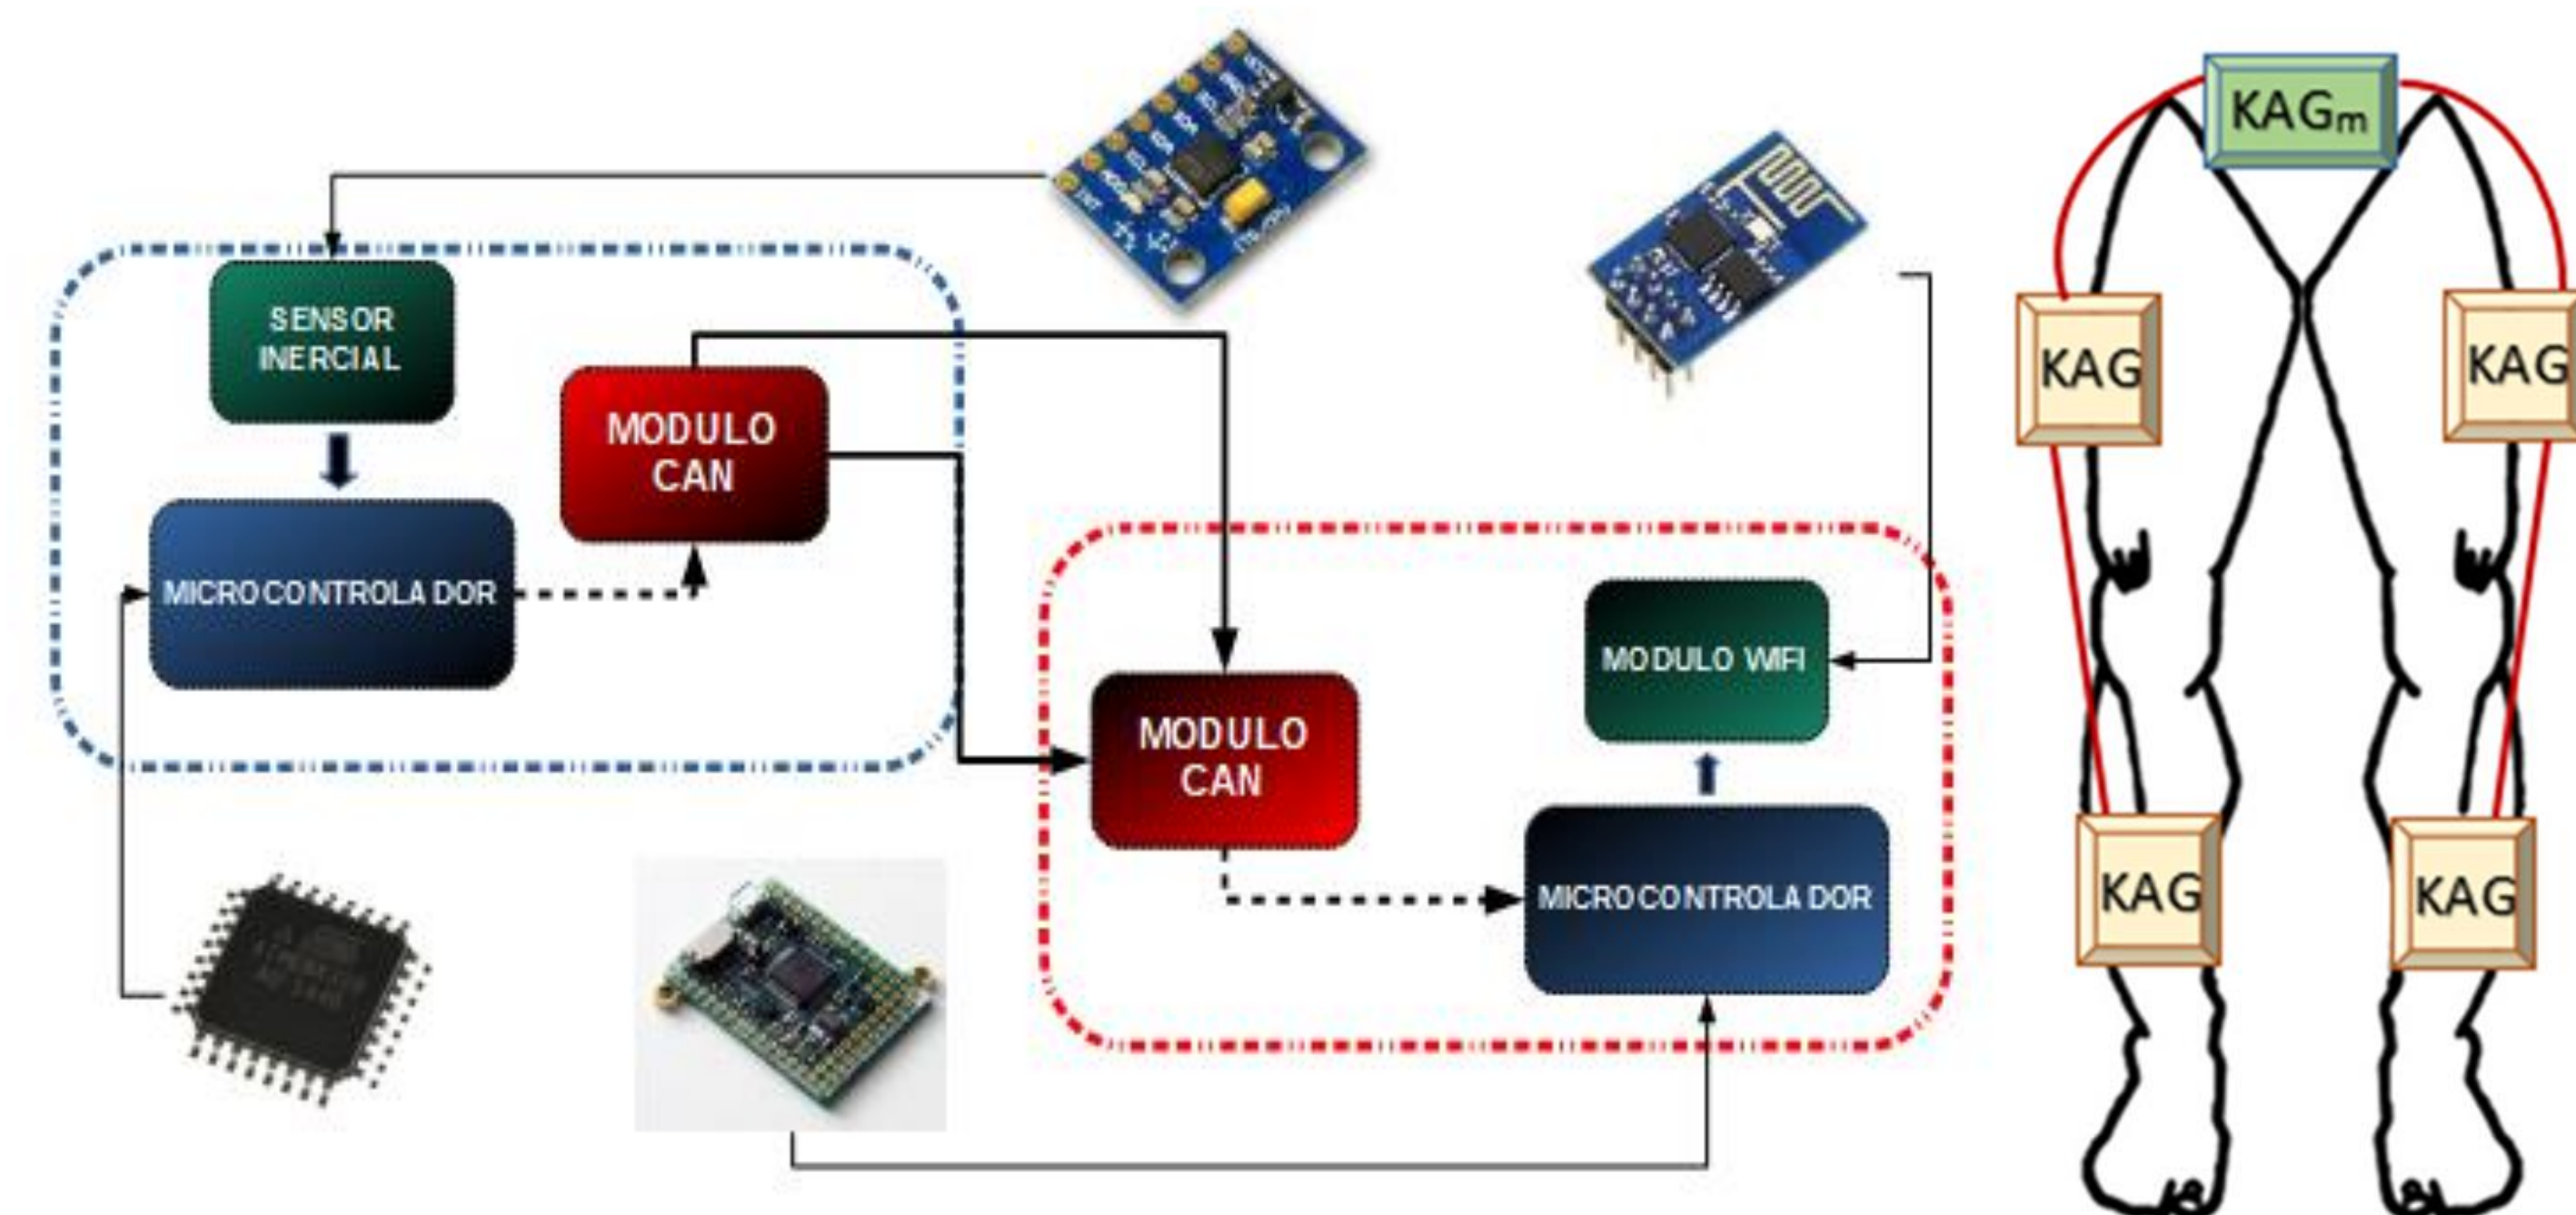 SENSOR
INERCIAL
MICROCONTROLADOR
MODULO
CAN
MODULO
CAN
MODULO WIFI
MICROCONTROLADOR
KAGm
KAG
KAG
KAG
KAG